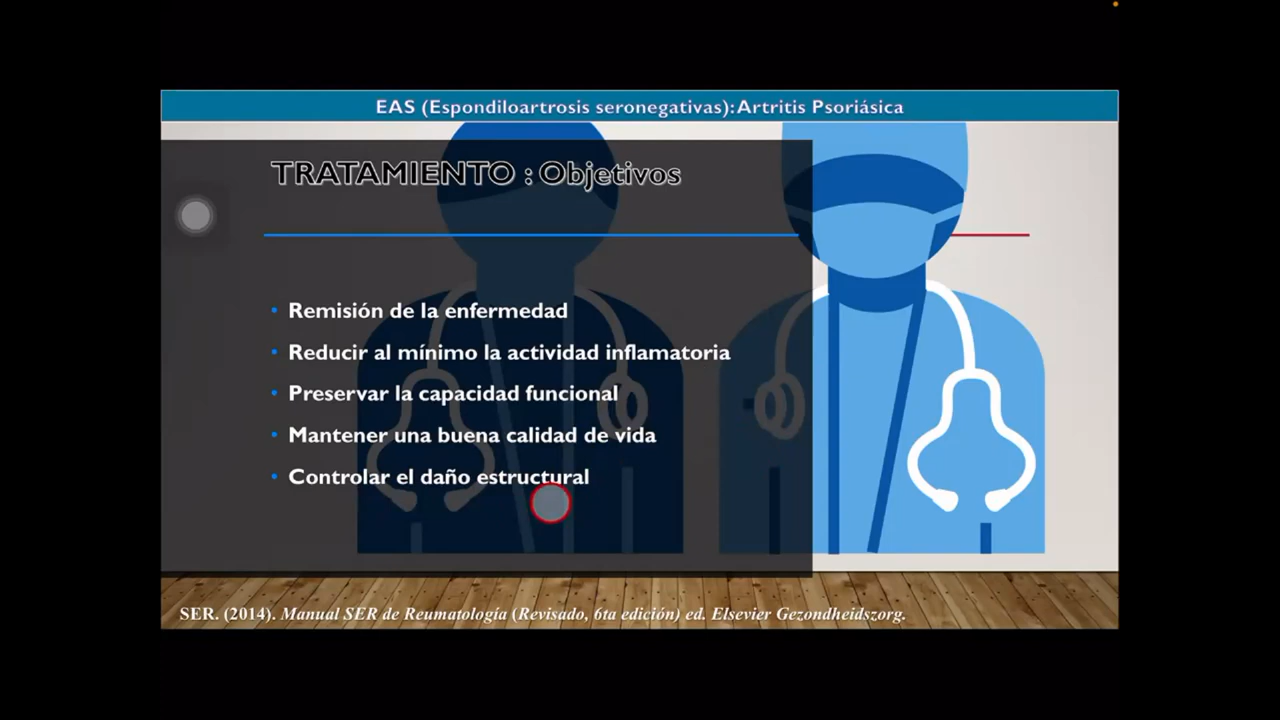 EAS (Espondiloartrosis seronegativas): Artritis Psoriásica
TRATAMIENTO : Objetivos
• Remisión de la enfermedad
• Reducir al mínimo la actividad inflamatoria
• Preservar la capacidad funcional
• Mantener una buena calidad de vida
• Controlar el daño estructural
SER. (2014). Manual SER de Reumatología (Revisado, 6ta edición) ed. Elsevier Gezondheidszorg.